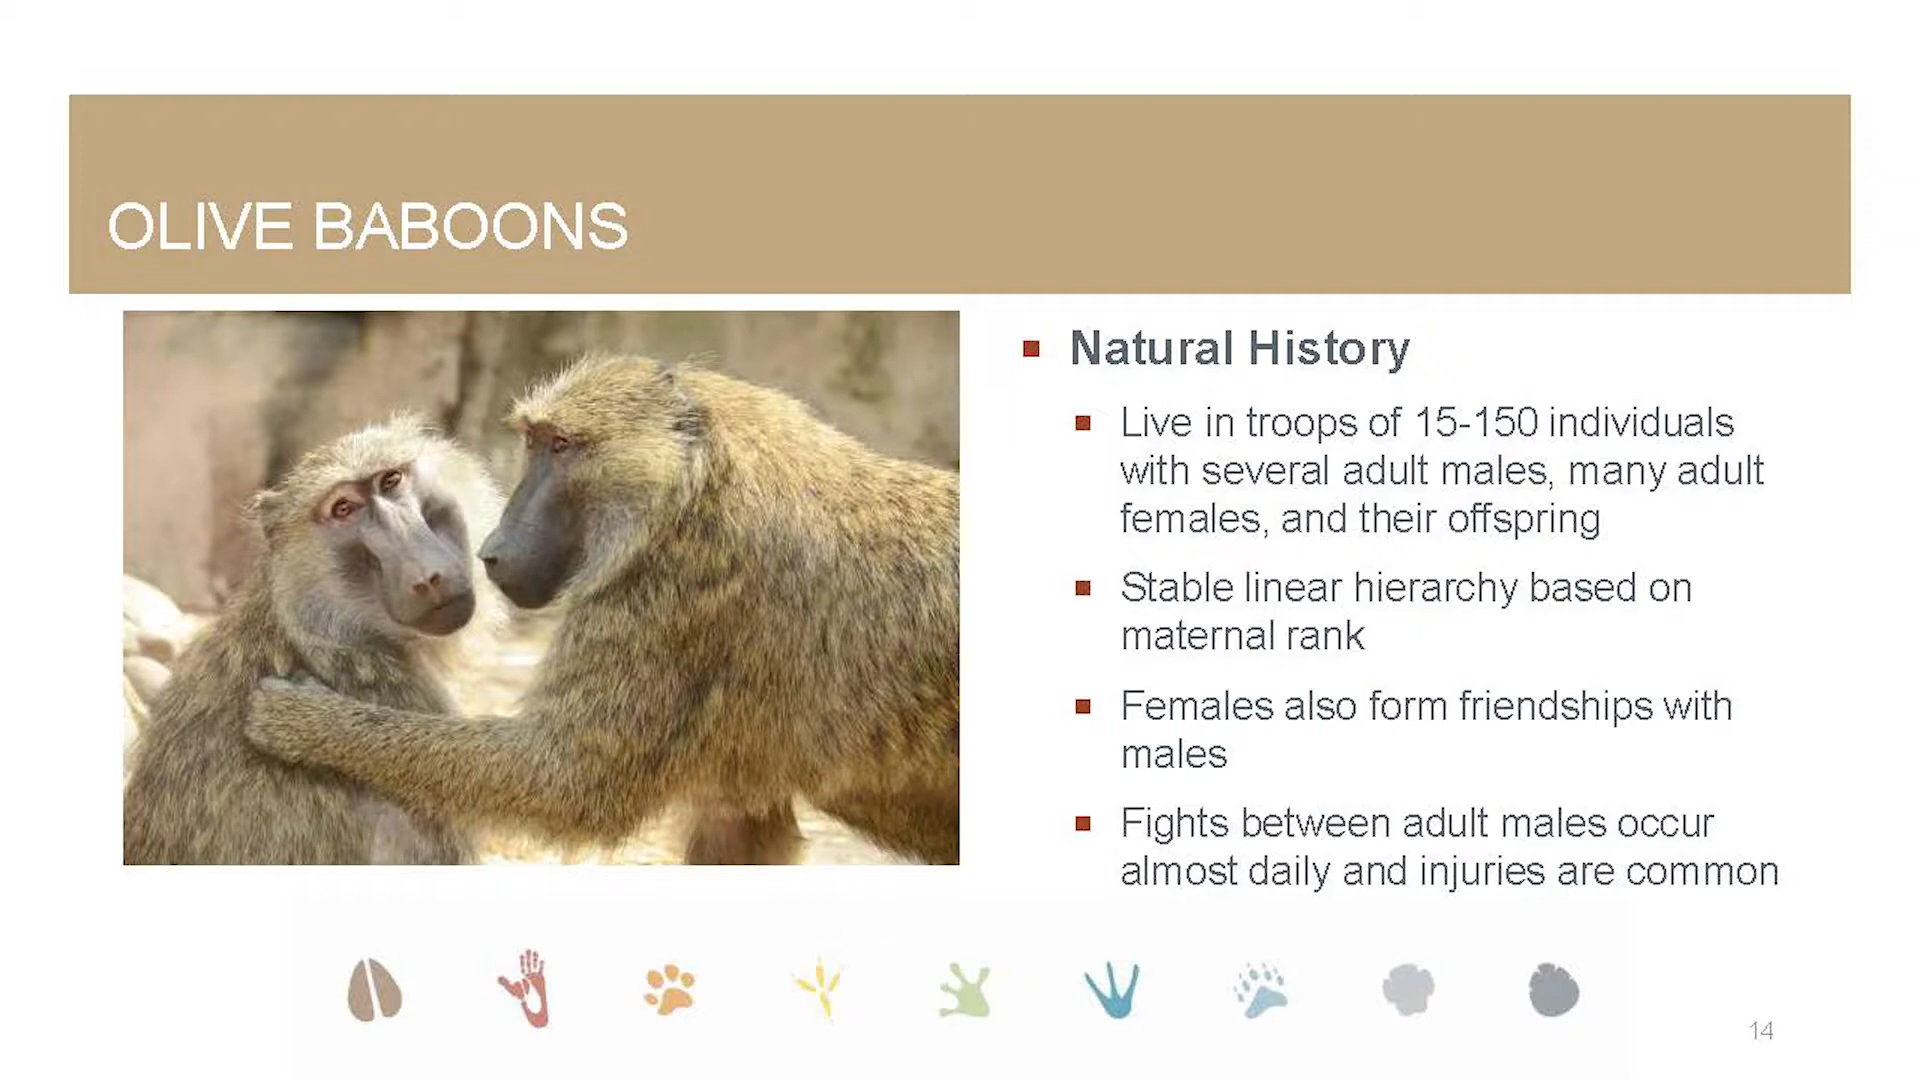 OLIVE BABOONS
Natural History
Live in troops of 15-150 individuals
with several adult males, many adult
females, and their offspring
Stable linear hierarchy based on
maternal rank
Females also form friendships with
males
Fights between adult males occur
almost daily and injuries are common
14